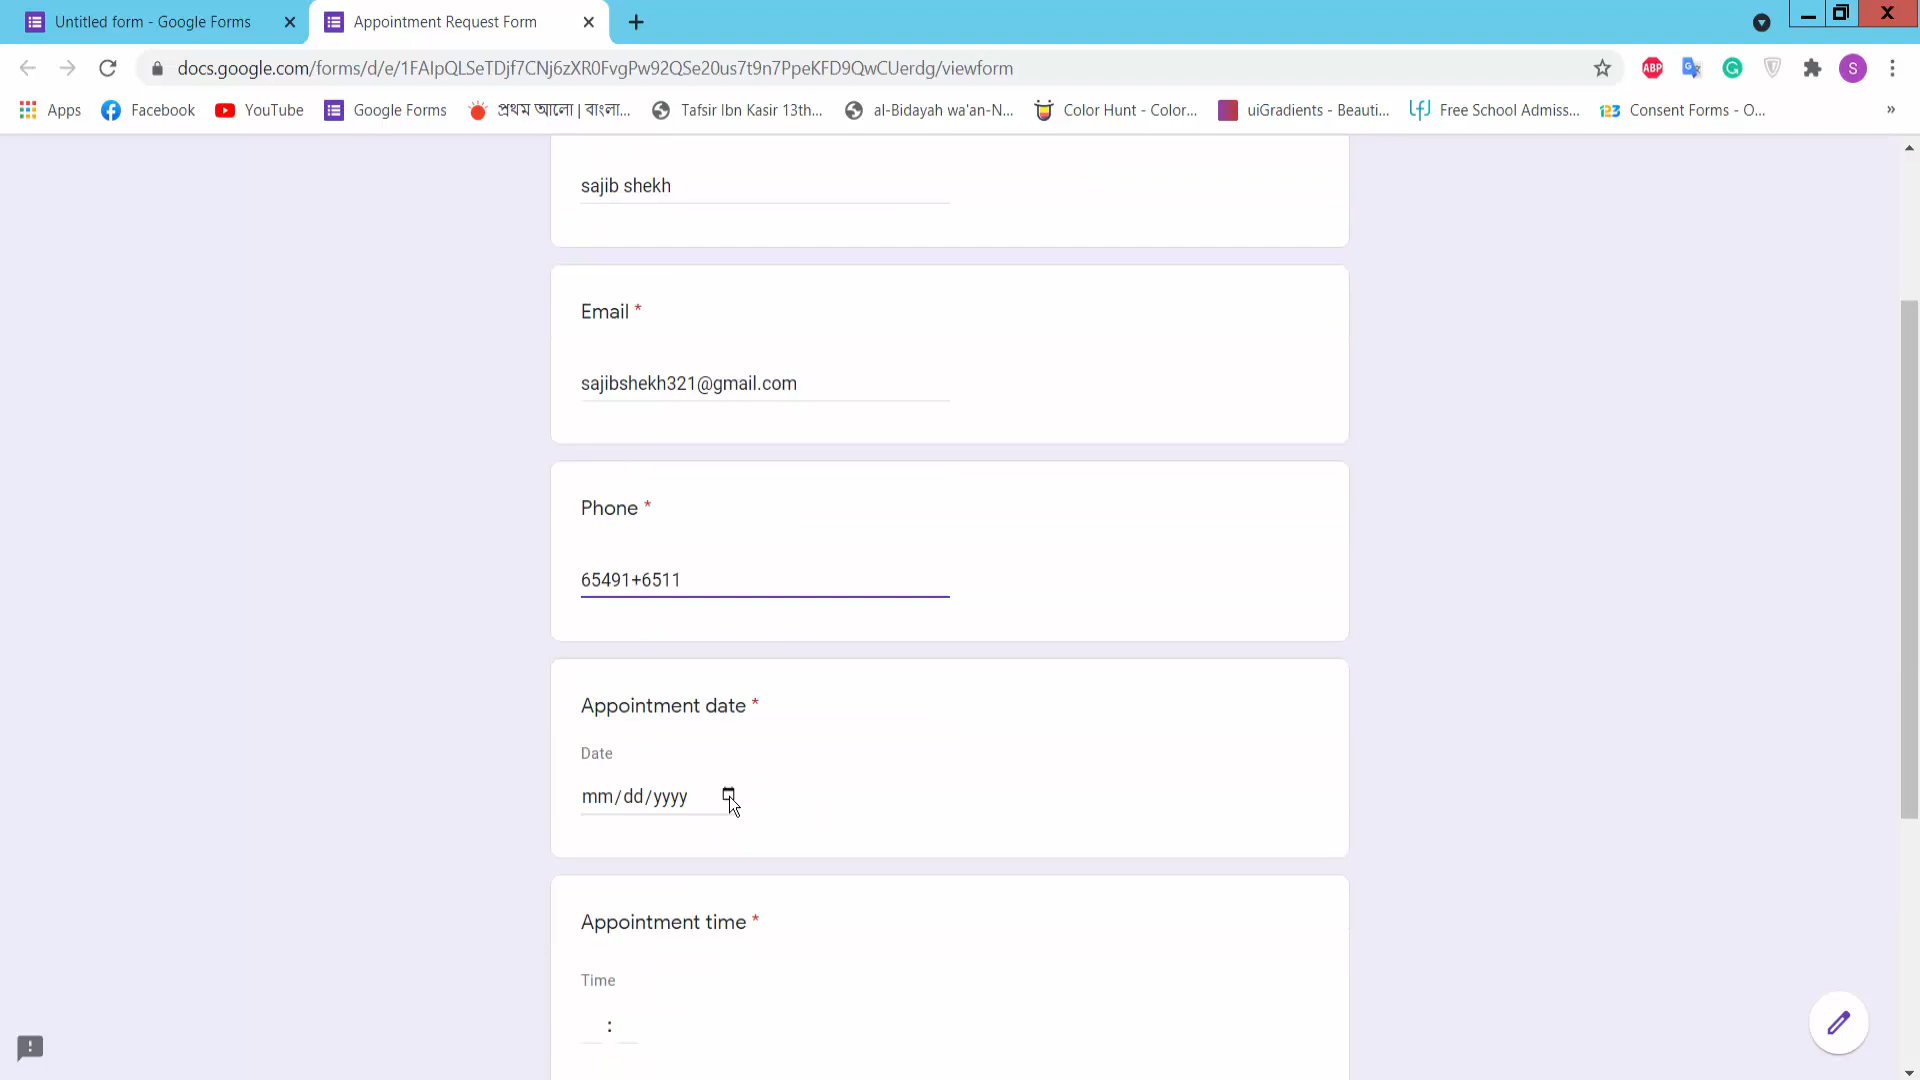 Untitled form - Google Forms
Appointment Request Form
docs.google.com/forms/d/e/1FAIpQLSeTDjf7CNj6zXR0FvgPw92QSe20us7t9n7PpeKFD9QwCUerdg/viewform
ABP
S
Apps
Facebook
YouTube
Google Forms
প্রথম আলো | বাংলা...
Tafsir Ibn Kasir 13th...
al-Bidayah wa'an-N...
Color Hunt - Color...
uiGradients - Beauti...
Free School Admiss...
Consent Forms - O...
»
sajib shekh
Email *
sajibshekh321@gmail.com
Phone *
65491+6511
Appointment date *
Date
mm/dd/yyyy
Appointment time *
Time
: